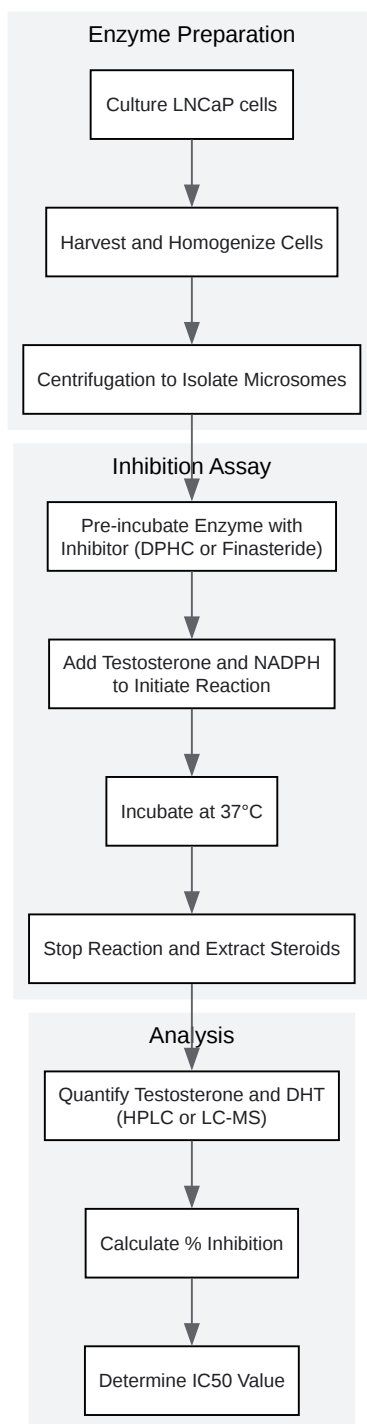 Enzyme Preparation
Culture LNCaP cells
Harvest and Homogenize Cells
Centrifugation to Isolate Microsomes
Inhibition Assay
Pre-incubate Enzyme with
Inhibitor (DPHC or Finasteride)
Add Testosterone and NADPH
to Initiate Reaction
Incubate at 37°C
Stop Reaction and Extract Steroids
Analysis
Quantify Testosterone and DHT
(HPLC or LC-MS)
Calculate % Inhibition
Determine IC50 Value